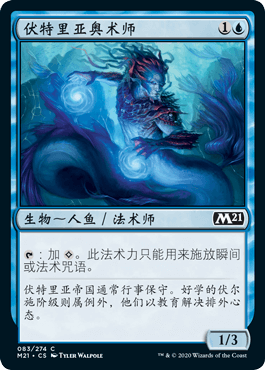 伏特里亚奥术师 1
生物～人鱼／法术师 M21
：加。此法术力只能用来施放瞬间
或法术咒语。
伏特里亚帝国通常行事保守。好学的伏尔
施阶级则属例外，他们以教育解决排外心
态。
1/3
083/274 C
M21 • CS TYLER WALPOLE
™ & © 2020 Wizards of the Coast